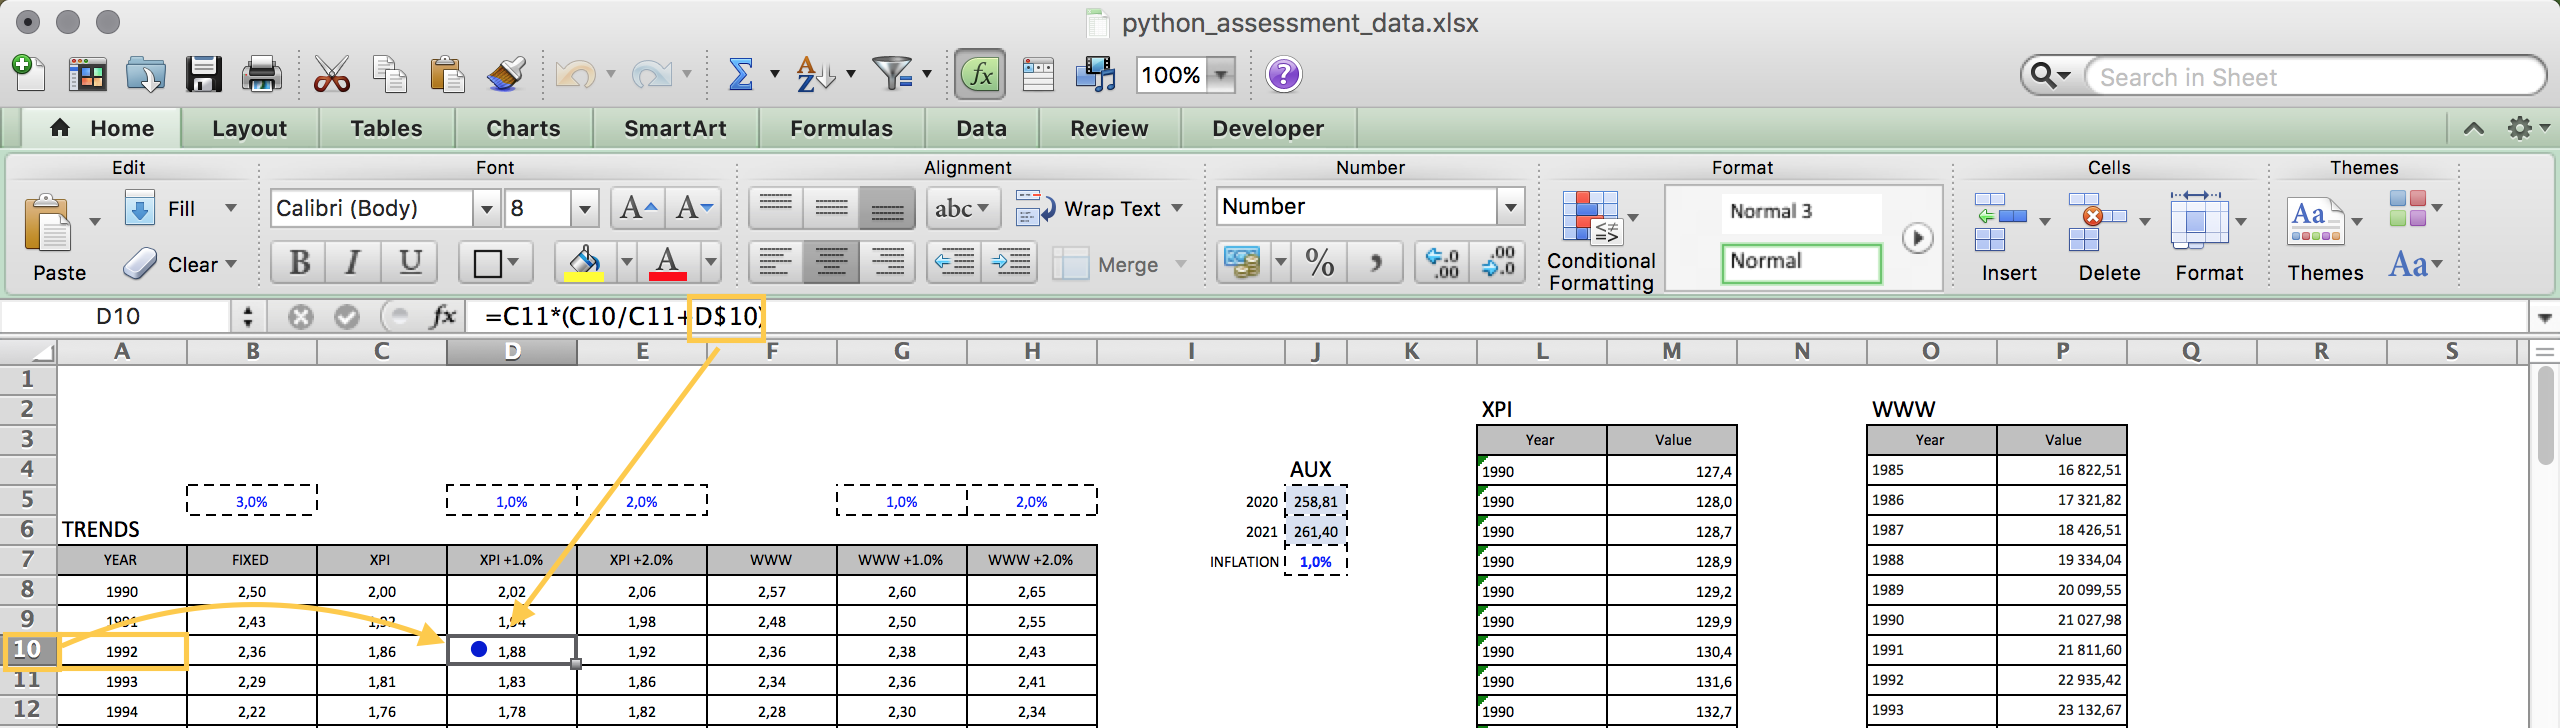 python_assessment_data.xlsx
100%
Search in Sheet
Home Layout Tables Charts SmartArt Formulas Data Review Developer
Edit Font Alignment Number Format Cells Themes
Paste Fill Calibri (Body) 8 abc Wrap Text Number Normal 3
Clear B I U A Merge % Conditional Formatting Normal Insert Delete Format Themes Aa
D10 fx =C11*(C10/C11+D$10)
A B C D E F G H I J K L M N O P Q R S
1
2 XPI WWW
3 Year Value Year Value
4 AUX 1990 127,4 1985 16 822,51
5 3,0% 1,0% 2,0% 1,0% 2,0% 2020 258,81 1990 128,0 1986 17 321,82
6 TRENDS 2021 261,40 1990 128,7 1987 18 426,51
7 YEAR FIXED XPI XPI +1.0% XPI +2.0% WWW WWW +1.0% WWW +2.0% INFLATION 1,0% 1990 128,9 1988 19 334,04
8 1990 2,50 2,00 2,02 2,06 2,57 2,60 2,65 1990 129,2 1989 20 099,55
9 1991 2,43 1,92 1,94 1,98 2,48 2,50 2,55 1990 129,9 1990 21 027,98
10 1992 2,36 1,86 1,88 1,92 2,36 2,38 2,43 1990 130,4 1991 21 811,60
11 1993 2,29 1,81 1,83 1,86 2,34 2,36 2,41 1990 131,6 1992 22 935,42
12 1994 2,22 1,76 1,78 1,82 2,28 2,30 2,34 1990 132,7 1993 23 132,67